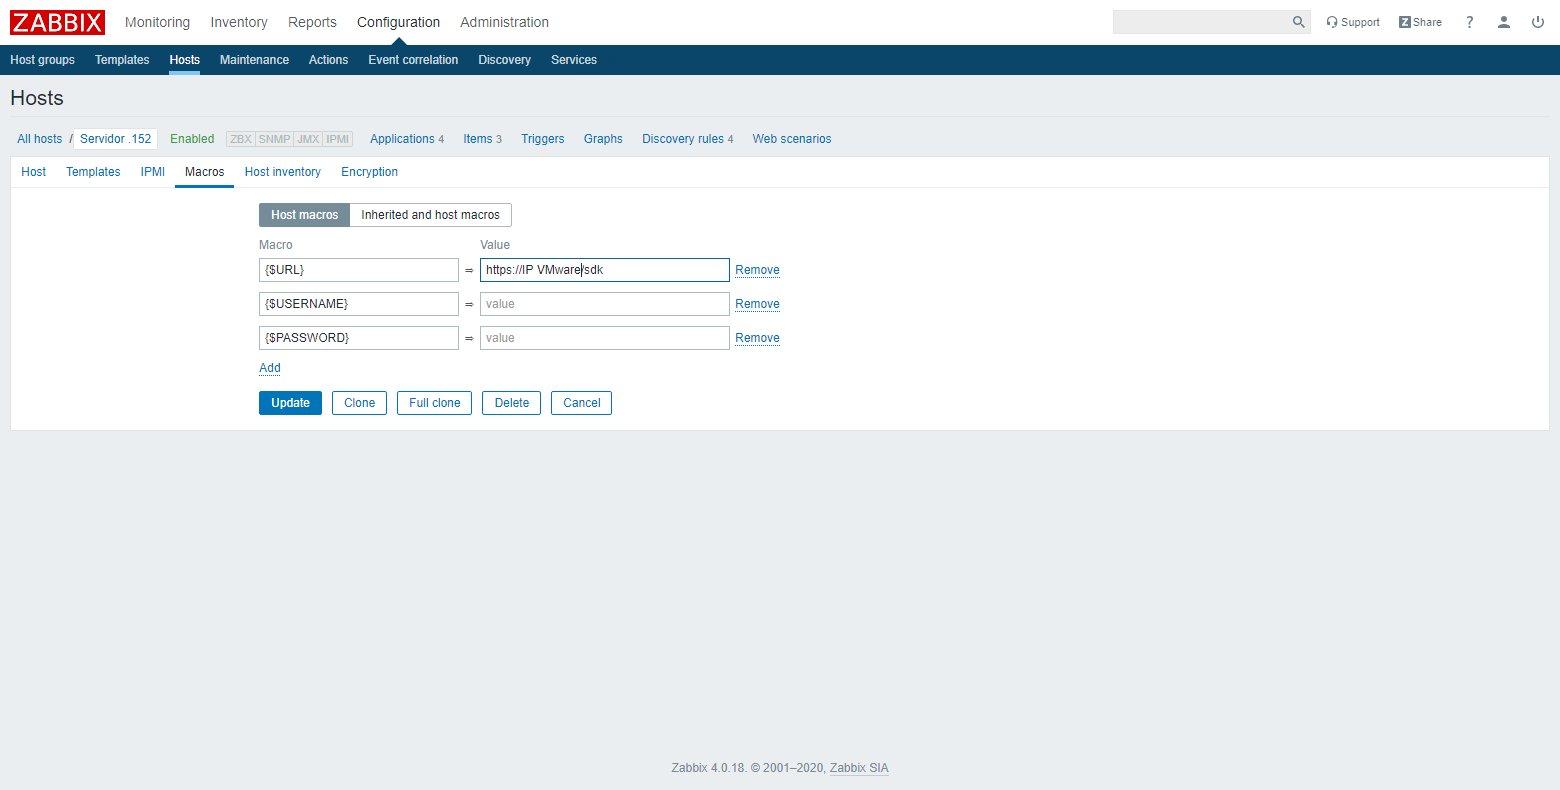 ZABBIX Monitoring Inventory Reports Configuration Administration Support Z Share ?
Host groups Templates Hosts Maintenance Actions Event correlation Discovery Services
Hosts
All hosts / Servidor .152 Enabled ZBX SNMP JMX IPMI Applications 4 Items 3 Triggers Graphs Discovery rules 4 Web scenarios
Host Templates IPMI Macros Host inventory Encryption
Host macros Inherited and host macros
Macro Value
{$URL} ⇒ https://IP VMware/sdk Remove
{$USERNAME} ⇒ value Remove
{$PASSWORD} ⇒ value Remove
Add
Update Clone Full clone Delete Cancel
Zabbix 4.0.18. © 2001–2020, Zabbix SIA